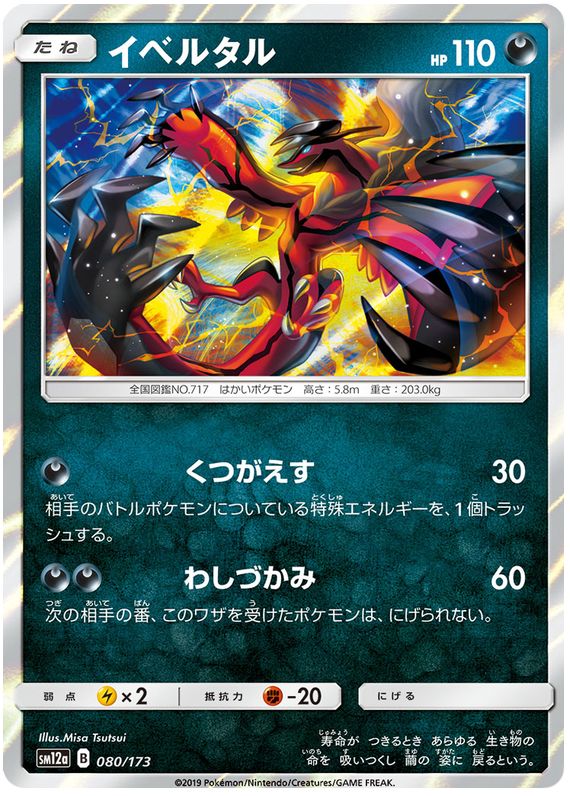 たね イベルタル HP 110
全国図鑑NO.717 はかいポケモン 高さ:5.8m 重さ:203.0kg
くつがえす 30
相手のバトルポケモンについている特殊エネルギーを、1個トラッ
シュする。
わしづかみ 60
次の相手の番、このワザを受けたポケモンは、にげられない。
弱点 ×2 抵抗力 -20 にげる
Illus.Misa Tsutsui
SM12a B 080/173
寿命が つきるとき あらゆる 生き物の
命を 吸いつくし 繭の 姿に 戻るという。
©2019 Pokémon/Nintendo/Creatures/GAME FREAK.